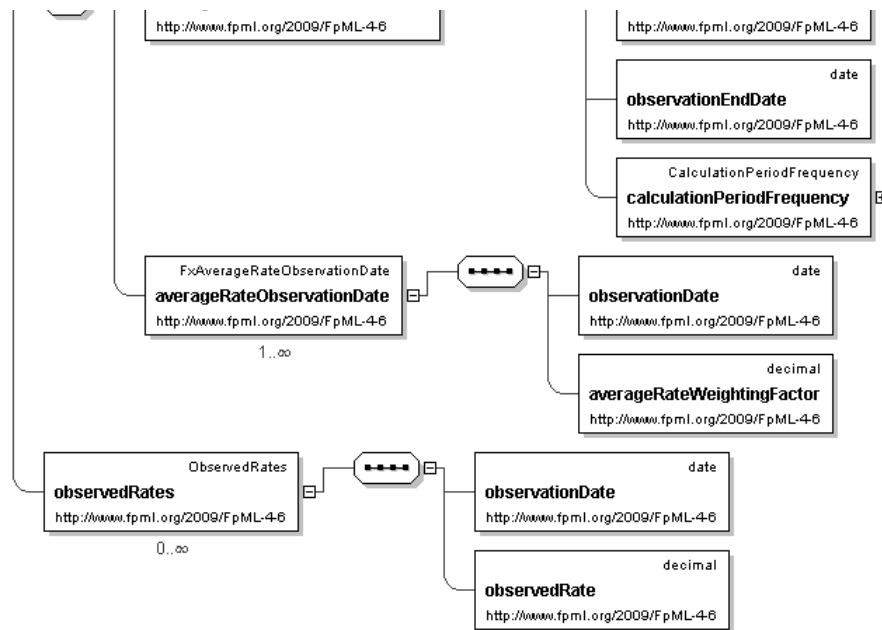 http://www.fpml.org/2009/FpML-4-6
http://www.fpml.org/2009/FpML-4-6
date
observationEndDate
http://www.fpml.org/2009/FpML-4-6
CalculationPeriodFrequency
calculationPeriodFrequency
http://www.fpml.org/2009/FpML-4-6
FxAverageRateObservationDate
averageRateObservationDate
http://www.fpml.org/2009/FpML-4-6
1..∞
date
observationDate
http://www.fpml.org/2009/FpML-4-6
decimal
averageRateWeightingFactor
http://www.fpml.org/2009/FpML-4-6
ObservedRates
observedRates
http://www.fpml.org/2009/FpML-4-6
0..∞
date
observationDate
http://www.fpml.org/2009/FpML-4-6
decimal
observedRate
http://www.fpml.org/2009/FpML-4-6